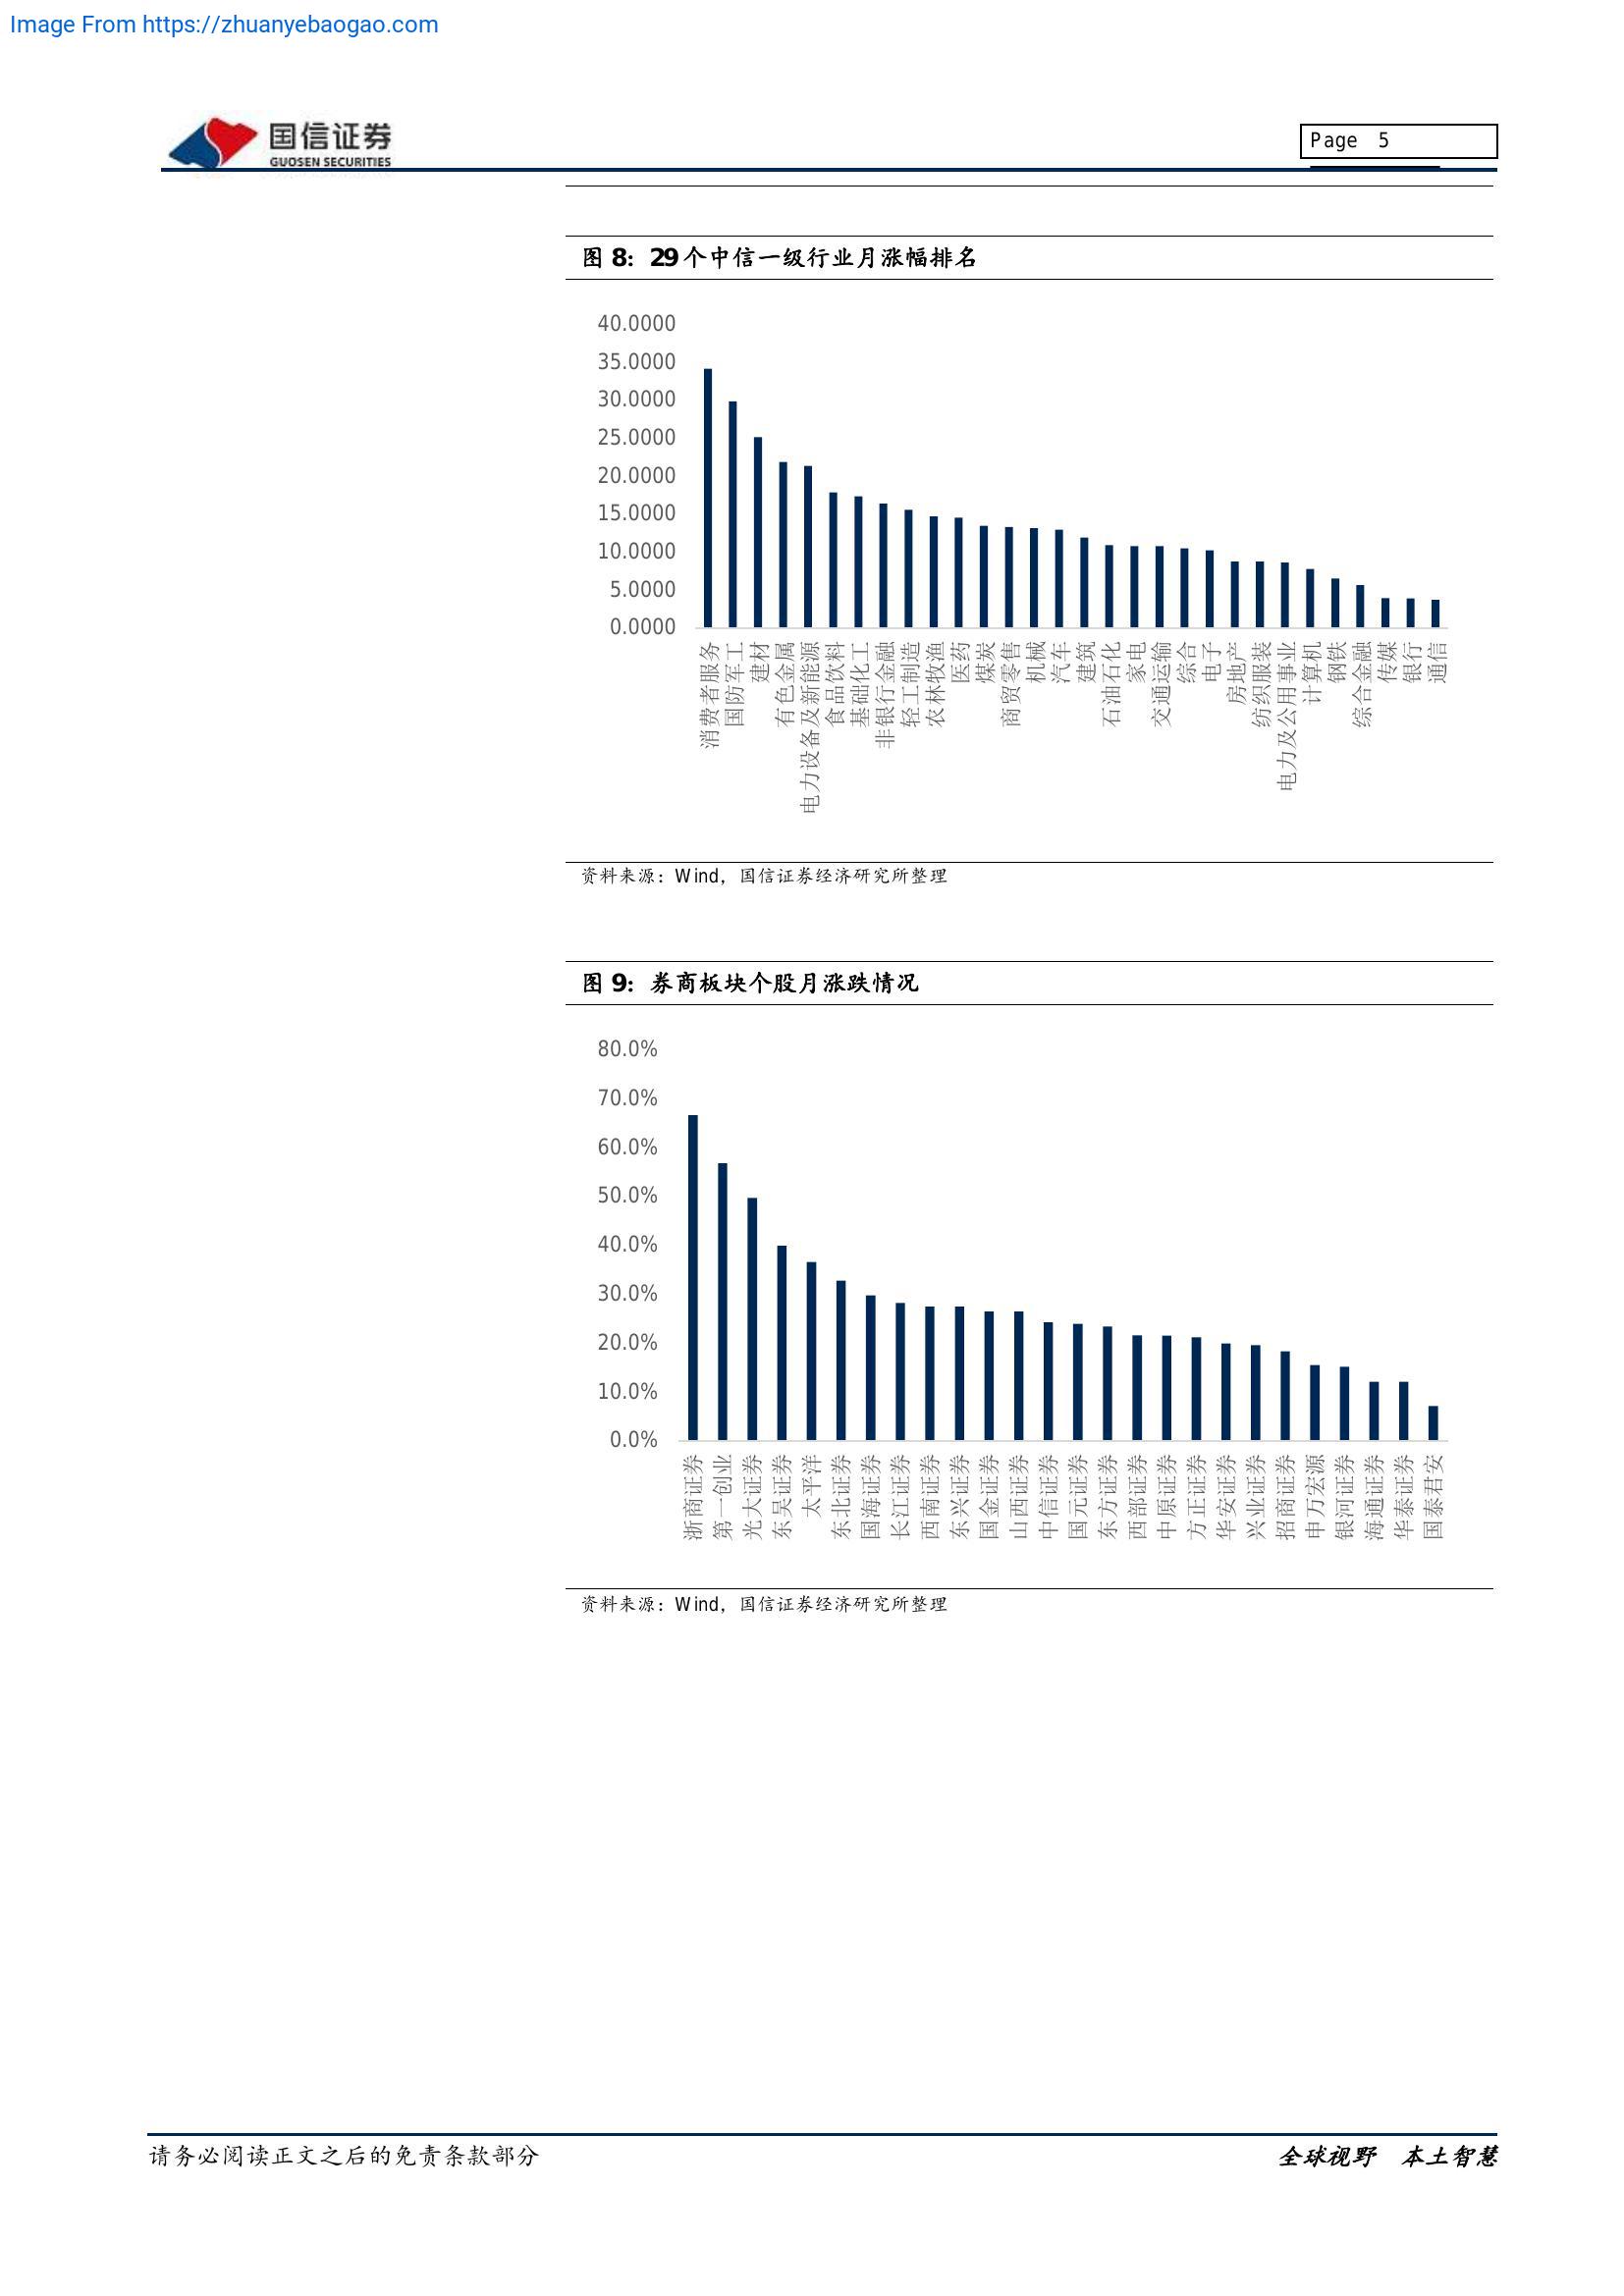 Image From https://zhuanyebaogao.com
国信证券
GUOSEN SECURITIES
Page 5
图 8：29个中信一级行业月涨幅排名
40.0000
35.0000
30.0000
25.0000
20.0000
15.0000
10.0000
5.0000
0.0000
消费者服务
国防军工
建材
有色金属
电力设备及新能源
食品饮料
基础化工
非银行金融
轻工制造
农林牧渔
医药
煤炭
商贸零售
机械
汽车
建筑
石油石化
家电
交通运输
综合
电子
房地产
纺织服装
电力及公用事业
计算机
钢铁
综合金融
传媒
银行
通信
资料来源：Wind，国信证券经济研究所整理
图 9：券商板块个股月涨跌情况
80.0%
70.0%
60.0%
50.0%
40.0%
30.0%
20.0%
10.0%
0.0%
浙商证券
第一创业
光大证券
东吴证券
太平洋
东北证券
国海证券
长江证券
西南证券
东兴证券
国金证券
山西证券
中信证券
国元证券
东方证券
西部证券
中原证券
方正证券
华安证券
兴业证券
招商证券
申万宏源
银河证券
海通证券
华泰证券
国泰君安
资料来源：Wind，国信证券经济研究所整理
请务必阅读正文之后的免责条款部分
全球视野 本土智慧